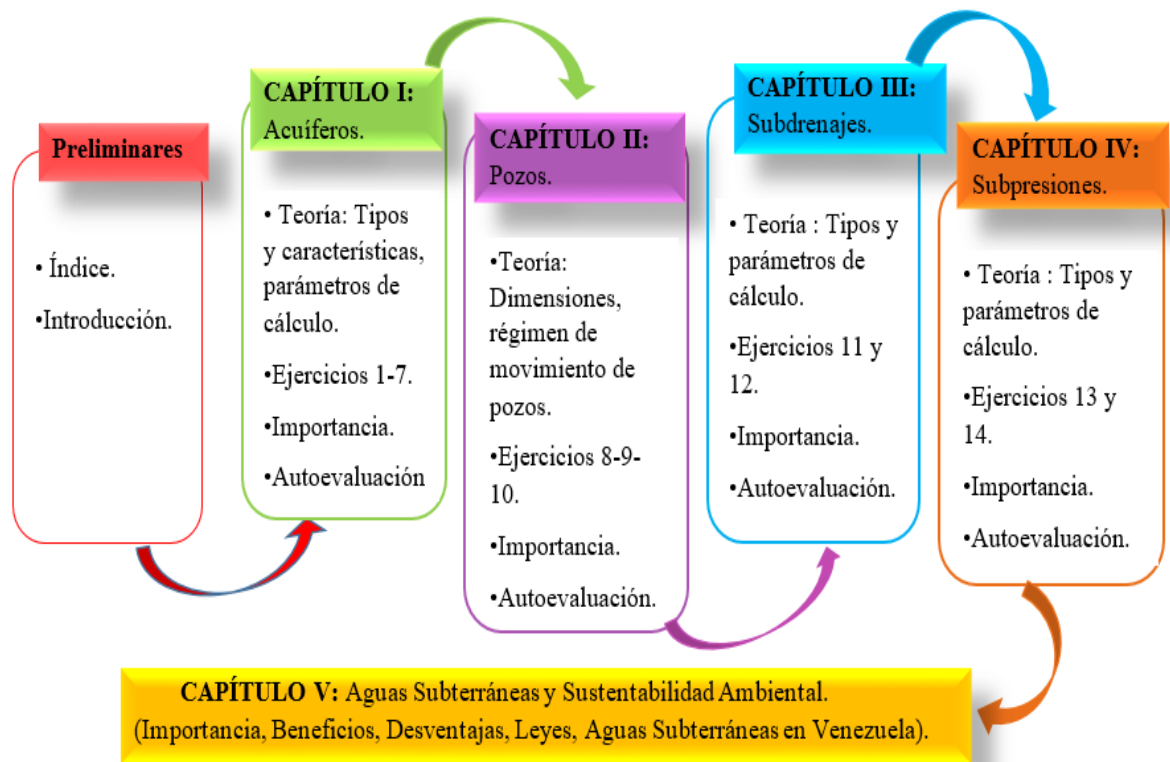 Preliminares
• Índice.
•Introducción.
CAPÍTULO I:
Acuíferos.
• Teoría: Tipos
y características,
parámetros de
cálculo.
•Ejercicios 1-7.
•Importancia.
•Autoevaluación
CAPÍTULO II:
Pozos.
•Teoría:
Dimensiones,
régimen de
movimiento de
pozos.
•Ejercicios 8-9-
10.
•Importancia.
•Autoevaluación.
CAPÍTULO III:
Subdrenajes.
• Teoría : Tipos y
parámetros de
cálculo.
•Ejercicios 11 y
12.
•Importancia.
•Autoevaluación.
CAPÍTULO IV:
Subpresiones.
• Teoría : Tipos y
parámetros de
cálculo.
•Ejercicios 13 y
14.
•Importancia.
•Autoevaluación.
CAPÍTULO V: Aguas Subterráneas y Sustentabilidad Ambiental.
(Importancia, Beneficios, Desventajas, Leyes, Aguas Subterráneas en Venezuela).